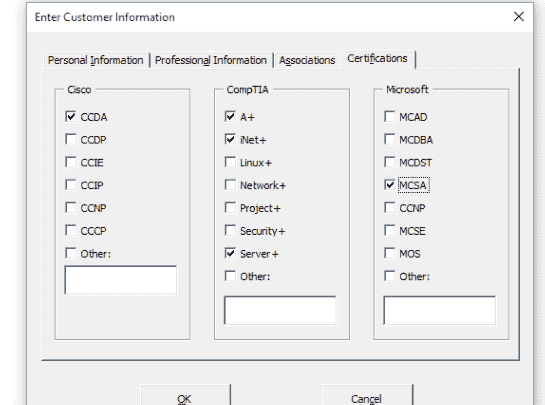 Enter Customer Information
Personal Information
Professional Information
Associations
Certifications
Cisco
CCDA
CCDP
CCIE
CCIP
CCNP
CCCP
Other:
CompTIA
A+
iNet+
Linux+
Network+
Project+
Security+
Server+
Other:
Microsoft
MCAD
MCDBA
MCDST
MCSA
CCNP
MCSE
MOS
Other:
OK
Cancel